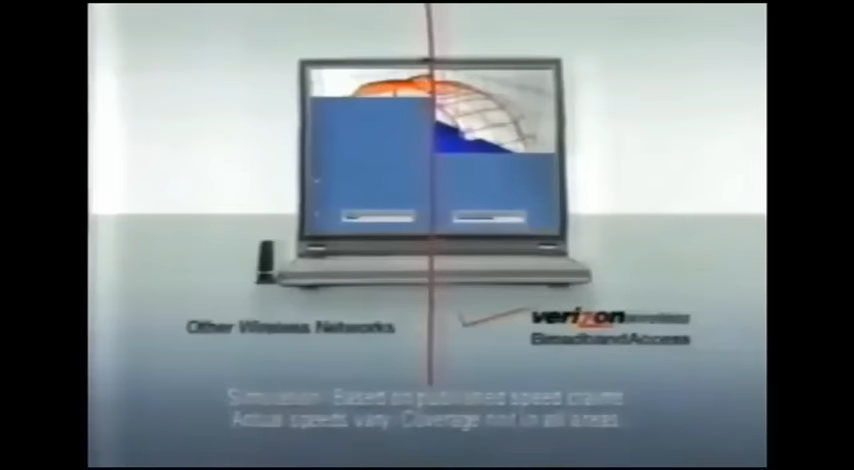 Other Wireless Networks
verizon wireless
BroadbandAccess
Simulation. Based on published speed claims.
Actual speeds vary. Coverage not in all areas.